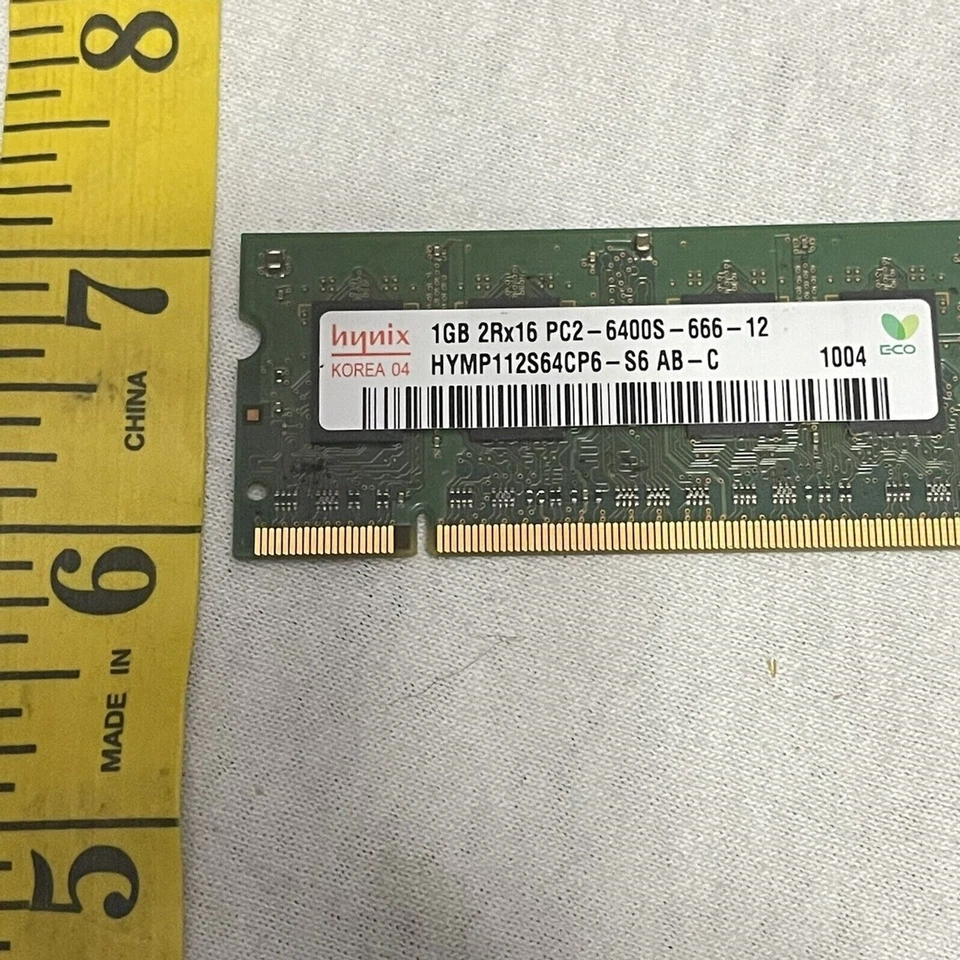 8
7
CHINA
6
MADE IN
5
hynix
KOREA 04
1GB 2Rx16 PC2-6400S-666-12
HYMP112S64CP6-S6 AB-C
1004
ECO